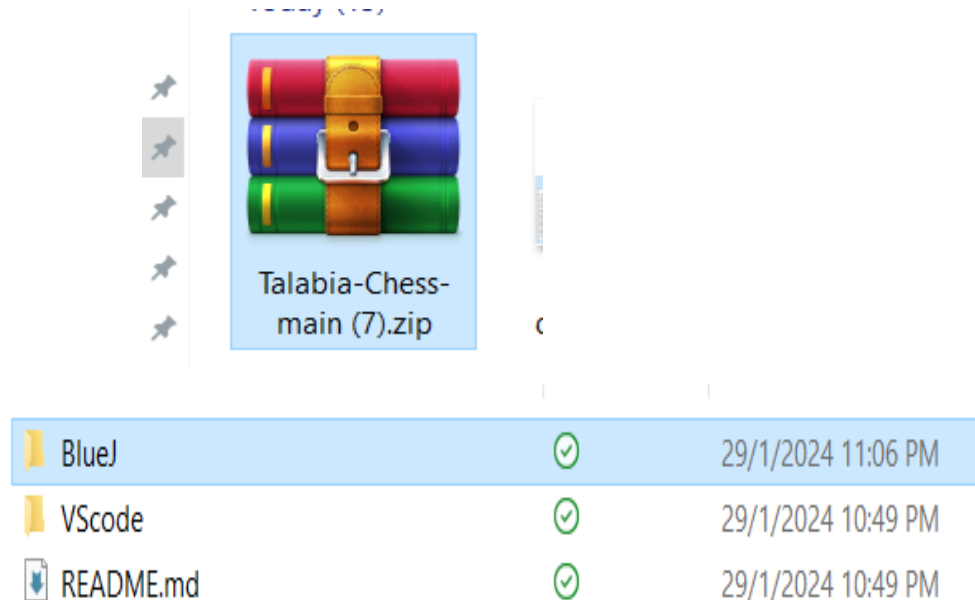 Talabia-Chess-
main (7).zip
BlueJ 29/1/2024 11:06 PM
VScode 29/1/2024 10:49 PM
README.md 29/1/2024 10:49 PM